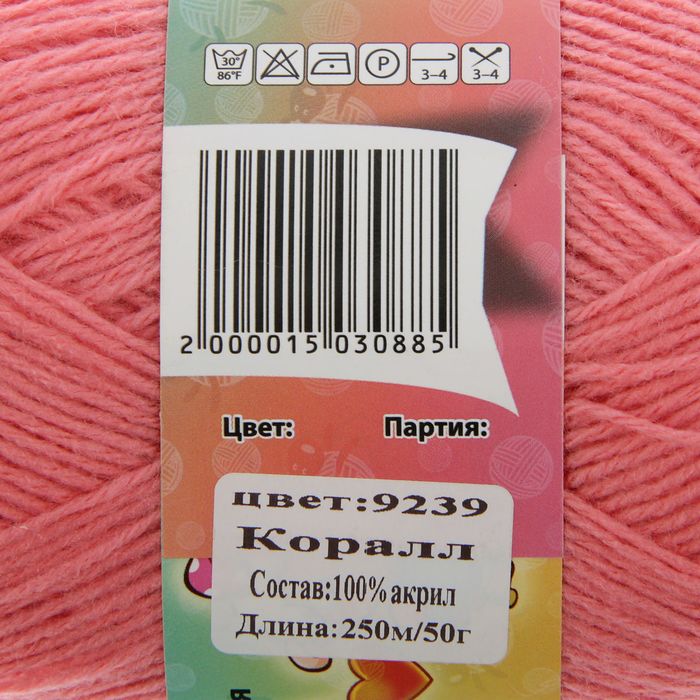 30°
86°F
P
3–4
3–4
2 000015 030885
Цвет: Партия:
цвет:9239
Коралл
Состав:100% акрил
Длина:250м/50г